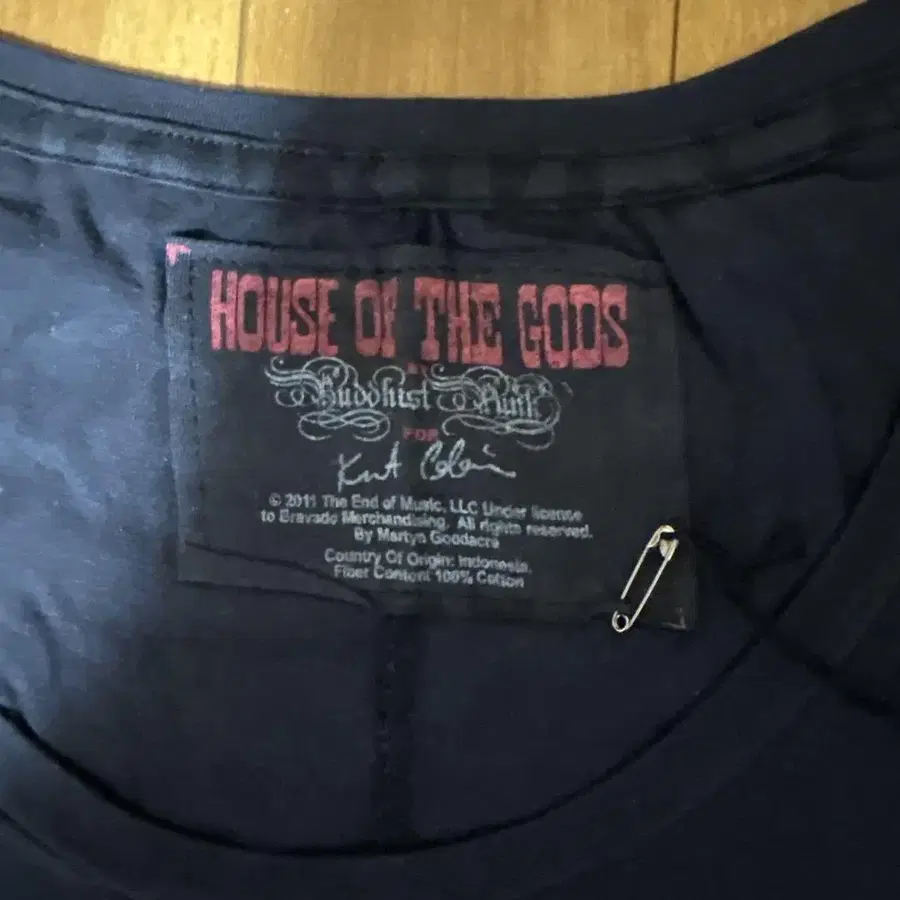 HOUSE OF THE GODS
Buddhist Punk
FOR
Kurt Cobain
© 2011 The End of Music, LLC Under license
to Bravado Merchandising. All rights reserved.
By Martyn Goodacre
Country Of Origin: Indonesia.
Fiber Content 100% Cotton